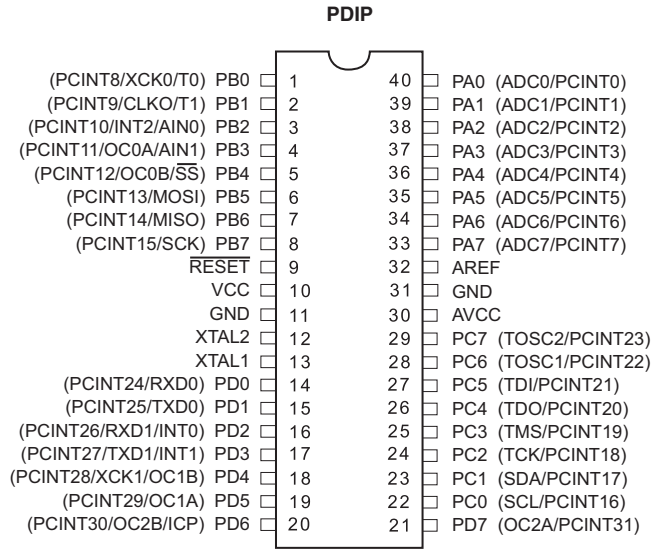 PDIP
(PCINT8/XCK0/T0) PB0 1 40 PA0 (ADC0/PCINT0)
(PCINT9/CLKO/T1) PB1 2 39 PA1 (ADC1/PCINT1)
(PCINT10/INT2/AIN0) PB2 3 38 PA2 (ADC2/PCINT2)
(PCINT11/OC0A/AIN1) PB3 4 37 PA3 (ADC3/PCINT3)
(PCINT12/OC0B/S̅S̅) PB4 5 36 PA4 (ADC4/PCINT4)
(PCINT13/MOSI) PB5 6 35 PA5 (ADC5/PCINT5)
(PCINT14/MISO) PB6 7 34 PA6 (ADC6/PCINT6)
(PCINT15/SCK) PB7 8 33 PA7 (ADC7/PCINT7)
R̅E̅S̅E̅T̅ 9 32 AREF
VCC 10 31 GND
GND 11 30 AVCC
XTAL2 12 29 PC7 (TOSC2/PCINT23)
XTAL1 13 28 PC6 (TOSC1/PCINT22)
(PCINT24/RXD0) PD0 14 27 PC5 (TDI/PCINT21)
(PCINT25/TXD0) PD1 15 26 PC4 (TDO/PCINT20)
(PCINT26/RXD1/INT0) PD2 16 25 PC3 (TMS/PCINT19)
(PCINT27/TXD1/INT1) PD3 17 24 PC2 (TCK/PCINT18)
(PCINT28/XCK1/OC1B) PD4 18 23 PC1 (SDA/PCINT17)
(PCINT29/OC1A) PD5 19 22 PC0 (SCL/PCINT16)
(PCINT30/OC2B/ICP) PD6 20 21 PD7 (OC2A/PCINT31)